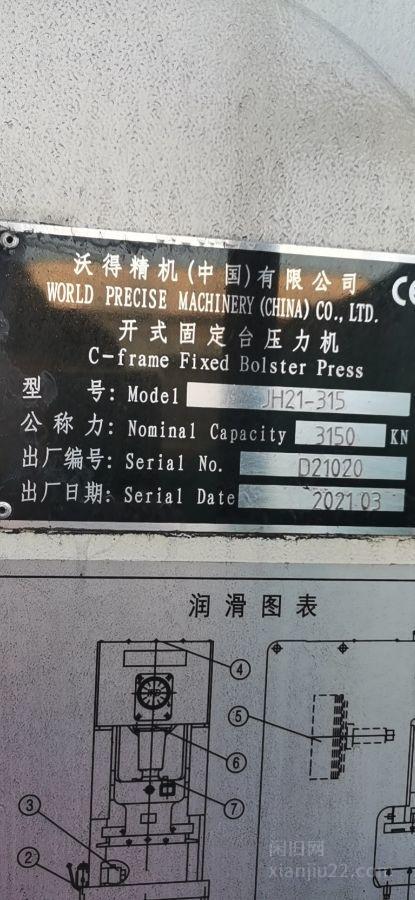 沃得精机(中国)有限公司
WORLD PRECISE MACHINERY(CHINA)CO.,LTD.
CE
开式固定台压力机
C-frame Fixed Bolster Press
型 号: Model JH21-315
公称力: Nominal Capacity 3150 KN
出厂编号: Serial No. D21020
出厂日期: Serial Date 2021.03
润滑图表
④
⑤
⑥
⑦
③
②
闲旧网
xianjiu22.com